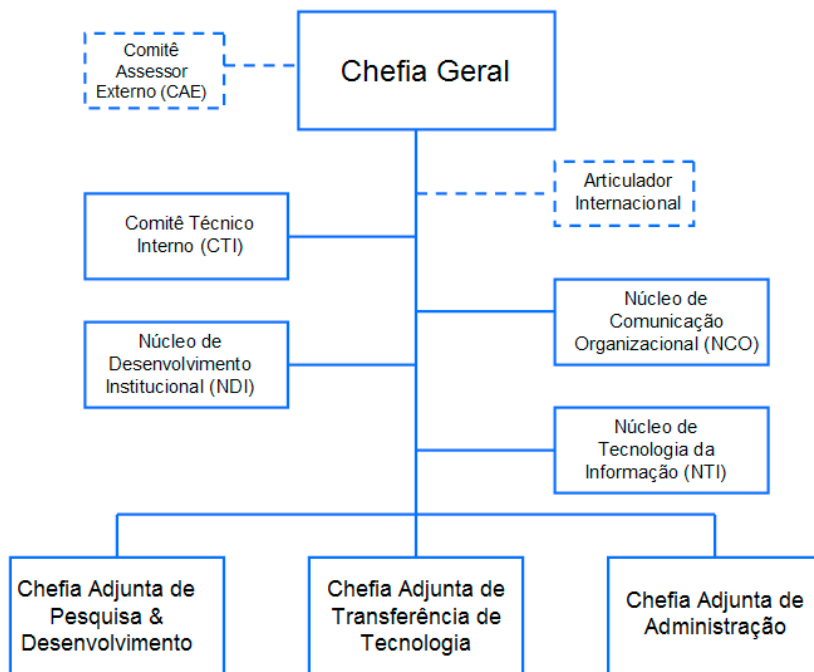 Comitê
Assessor
Externo (CAE)
Chefia Geral
Articulador
Internacional
Comitê Técnico
Interno (CTI)
Núcleo de
Comunicação
Organizacional (NCO)
Núcleo de
Desenvolvimento
Institucional (NDI)
Núcleo de
Tecnologia da
Informação (NTI)
Chefia Adjunta de
Pesquisa &
Desenvolvimento
Chefia Adjunta de
Transferência de
Tecnologia
Chefia Adjunta de
Administração